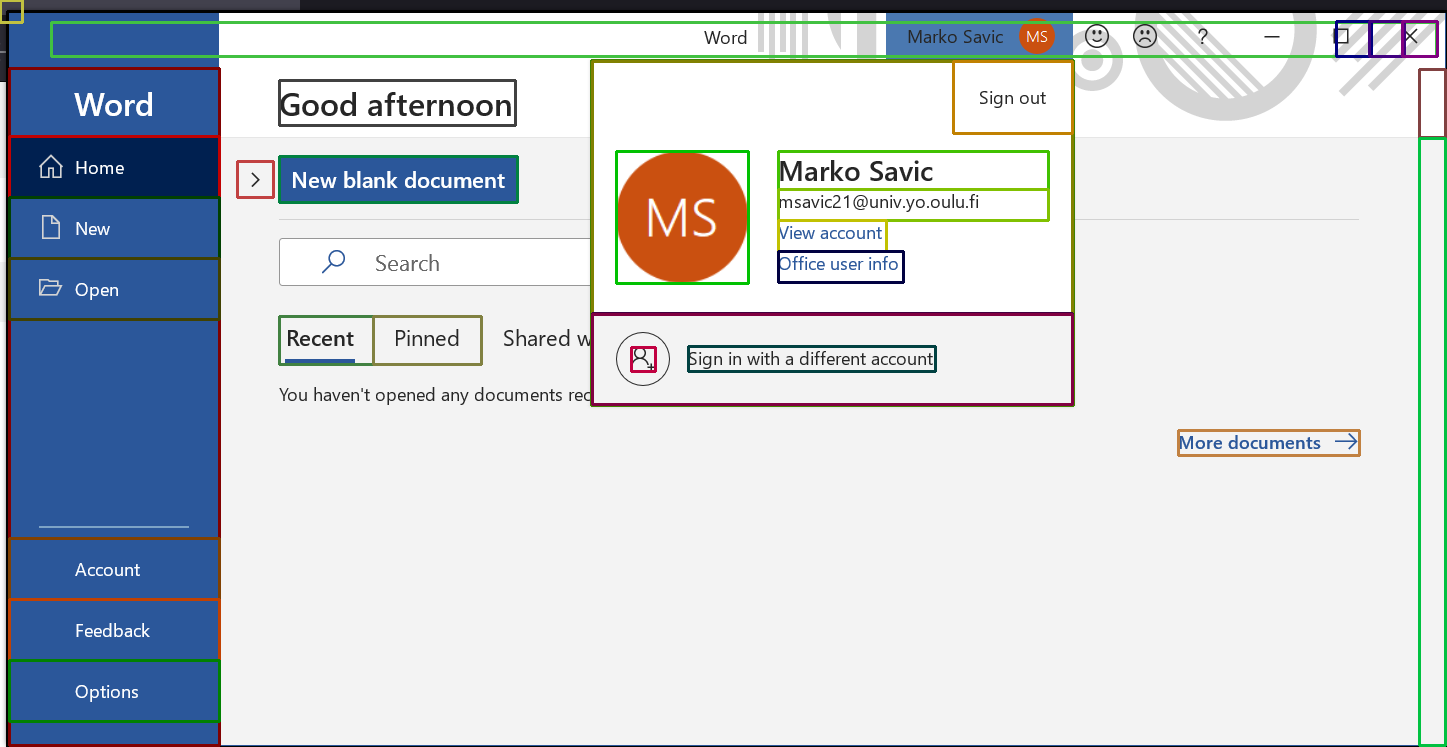 Word
Marko Savic
MS
?
Word
Good afternoon
Sign out
Home
New blank document
Marko Savic
msavic21@univ.yo.oulu.fi
MS
New
View account
Office user info
Search
Open
Recent
Pinned
Shared w
Sign in with a different account
You haven't opened any documents rec
More documents
Account
Feedback
Options